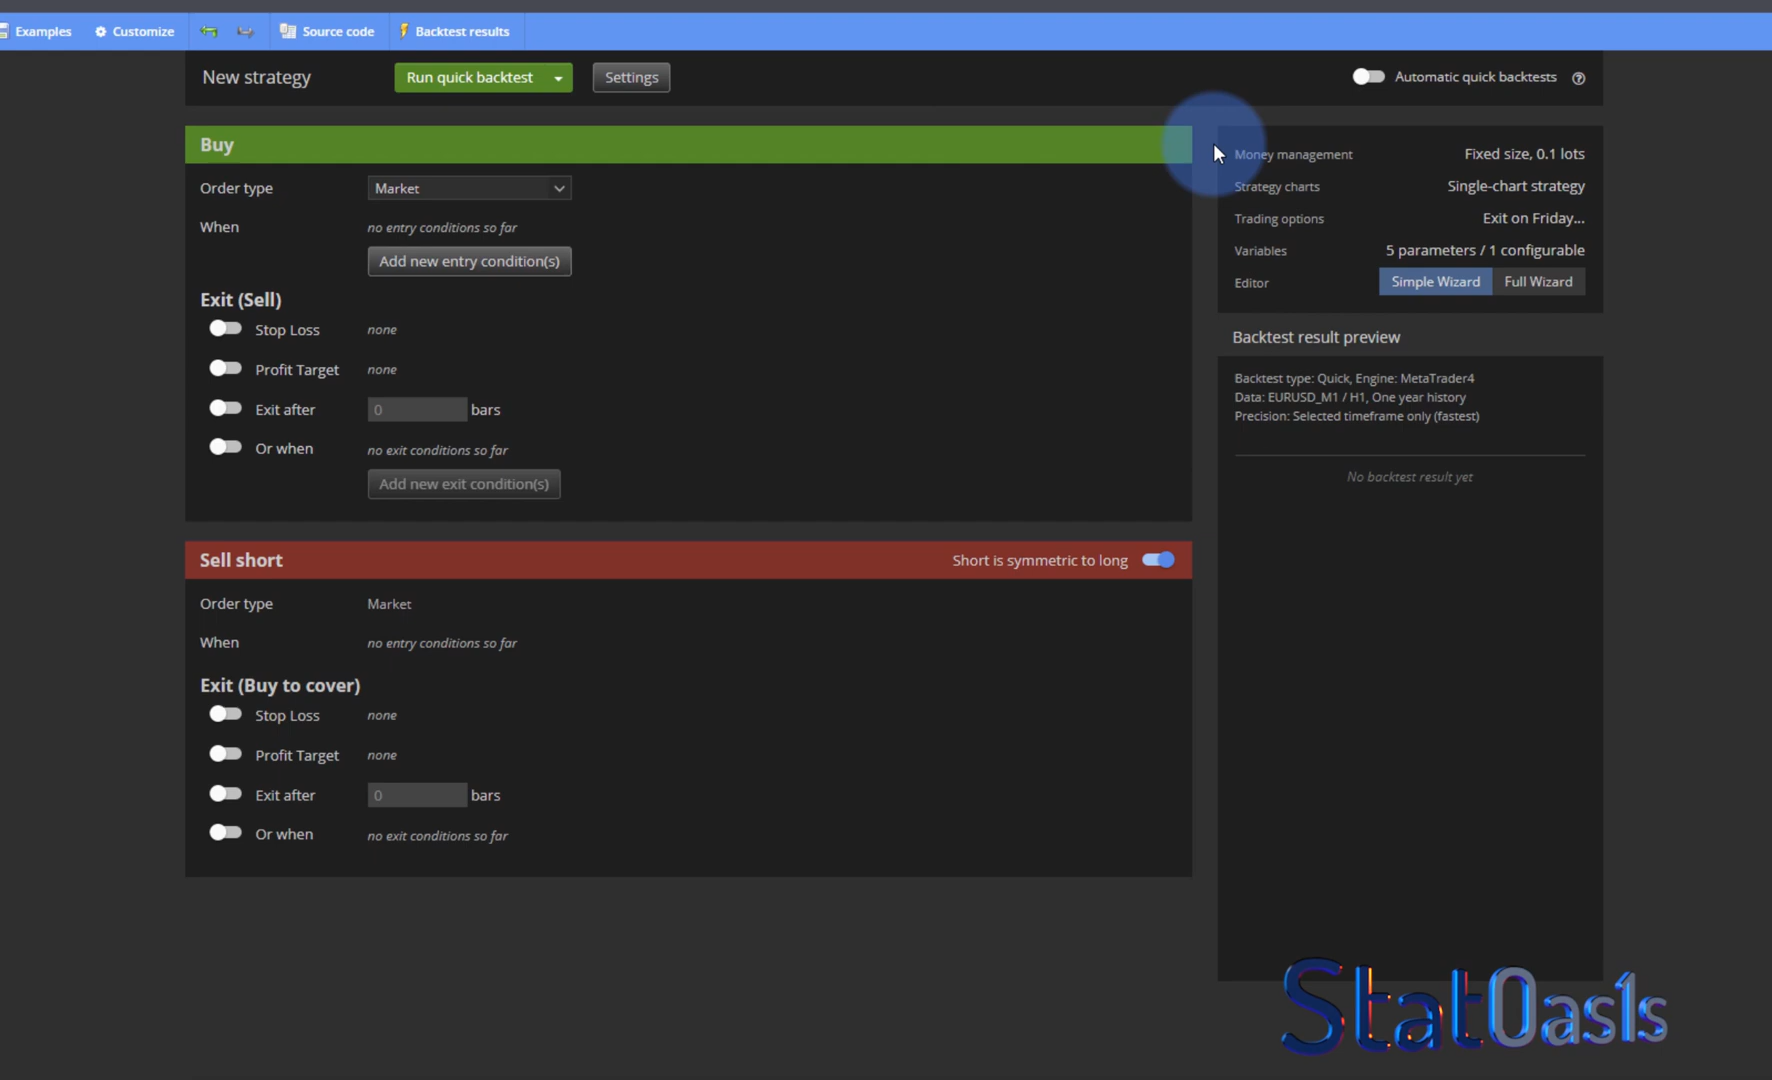 Examples Customize Source code Backtest results
New strategy Run quick backtest Settings Automatic quick backtests ?
Buy
Order type Market
When no entry conditions so far
Add new entry condition(s)
Exit (Sell)
Stop Loss none
Profit Target none
Exit after 0 bars
Or when no exit conditions so far
Add new exit condition(s)
Sell short Short is symmetric to long
Order type Market
When no entry conditions so far
Exit (Buy to cover)
Stop Loss none
Profit Target none
Exit after 0 bars
Or when no exit conditions so far
Money management Fixed size, 0.1 lots
Strategy charts Single-chart strategy
Trading options Exit on Friday...
Variables 5 parameters / 1 configurable
Editor Simple Wizard Full Wizard
Backtest result preview
Backtest type: Quick, Engine: MetaTrader4
Data: EURUSD_M1 / H1, One year history
Precision: Selected timeframe only (fastest)
No backtest result yet
StatOas1s